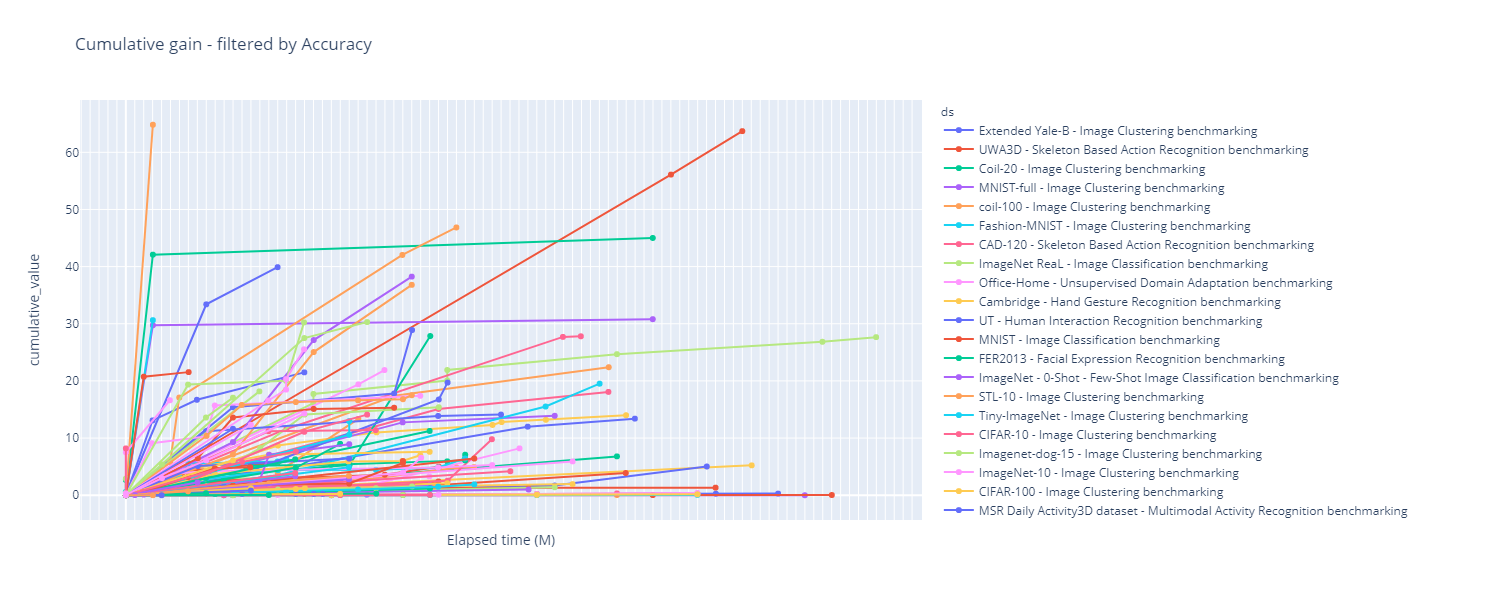 Cumulative gain - filtered by Accuracy
60
50
40
30
20
10
0
cumulative_value
Elapsed time (M)
ds
Extended Yale-B - Image Clustering benchmarking
UWA3D - Skeleton Based Action Recognition benchmarking
Coil-20 - Image Clustering benchmarking
MNIST-full - Image Clustering benchmarking
coil-100 - Image Clustering benchmarking
Fashion-MNIST - Image Clustering benchmarking
CAD-120 - Skeleton Based Action Recognition benchmarking
ImageNet ReaL - Image Classification benchmarking
Office-Home - Unsupervised Domain Adaptation benchmarking
Cambridge - Hand Gesture Recognition benchmarking
UT - Human Interaction Recognition benchmarking
MNIST - Image Classification benchmarking
FER2013 - Facial Expression Recognition benchmarking
ImageNet - 0-Shot - Few-Shot Image Classification benchmarking
STL-10 - Image Clustering benchmarking
Tiny-ImageNet - Image Clustering benchmarking
CIFAR-10 - Image Clustering benchmarking
Imagenet-dog-15 - Image Clustering benchmarking
ImageNet-10 - Image Clustering benchmarking
CIFAR-100 - Image Clustering benchmarking
MSR Daily Activity3D dataset - Multimodal Activity Recognition benchmarking